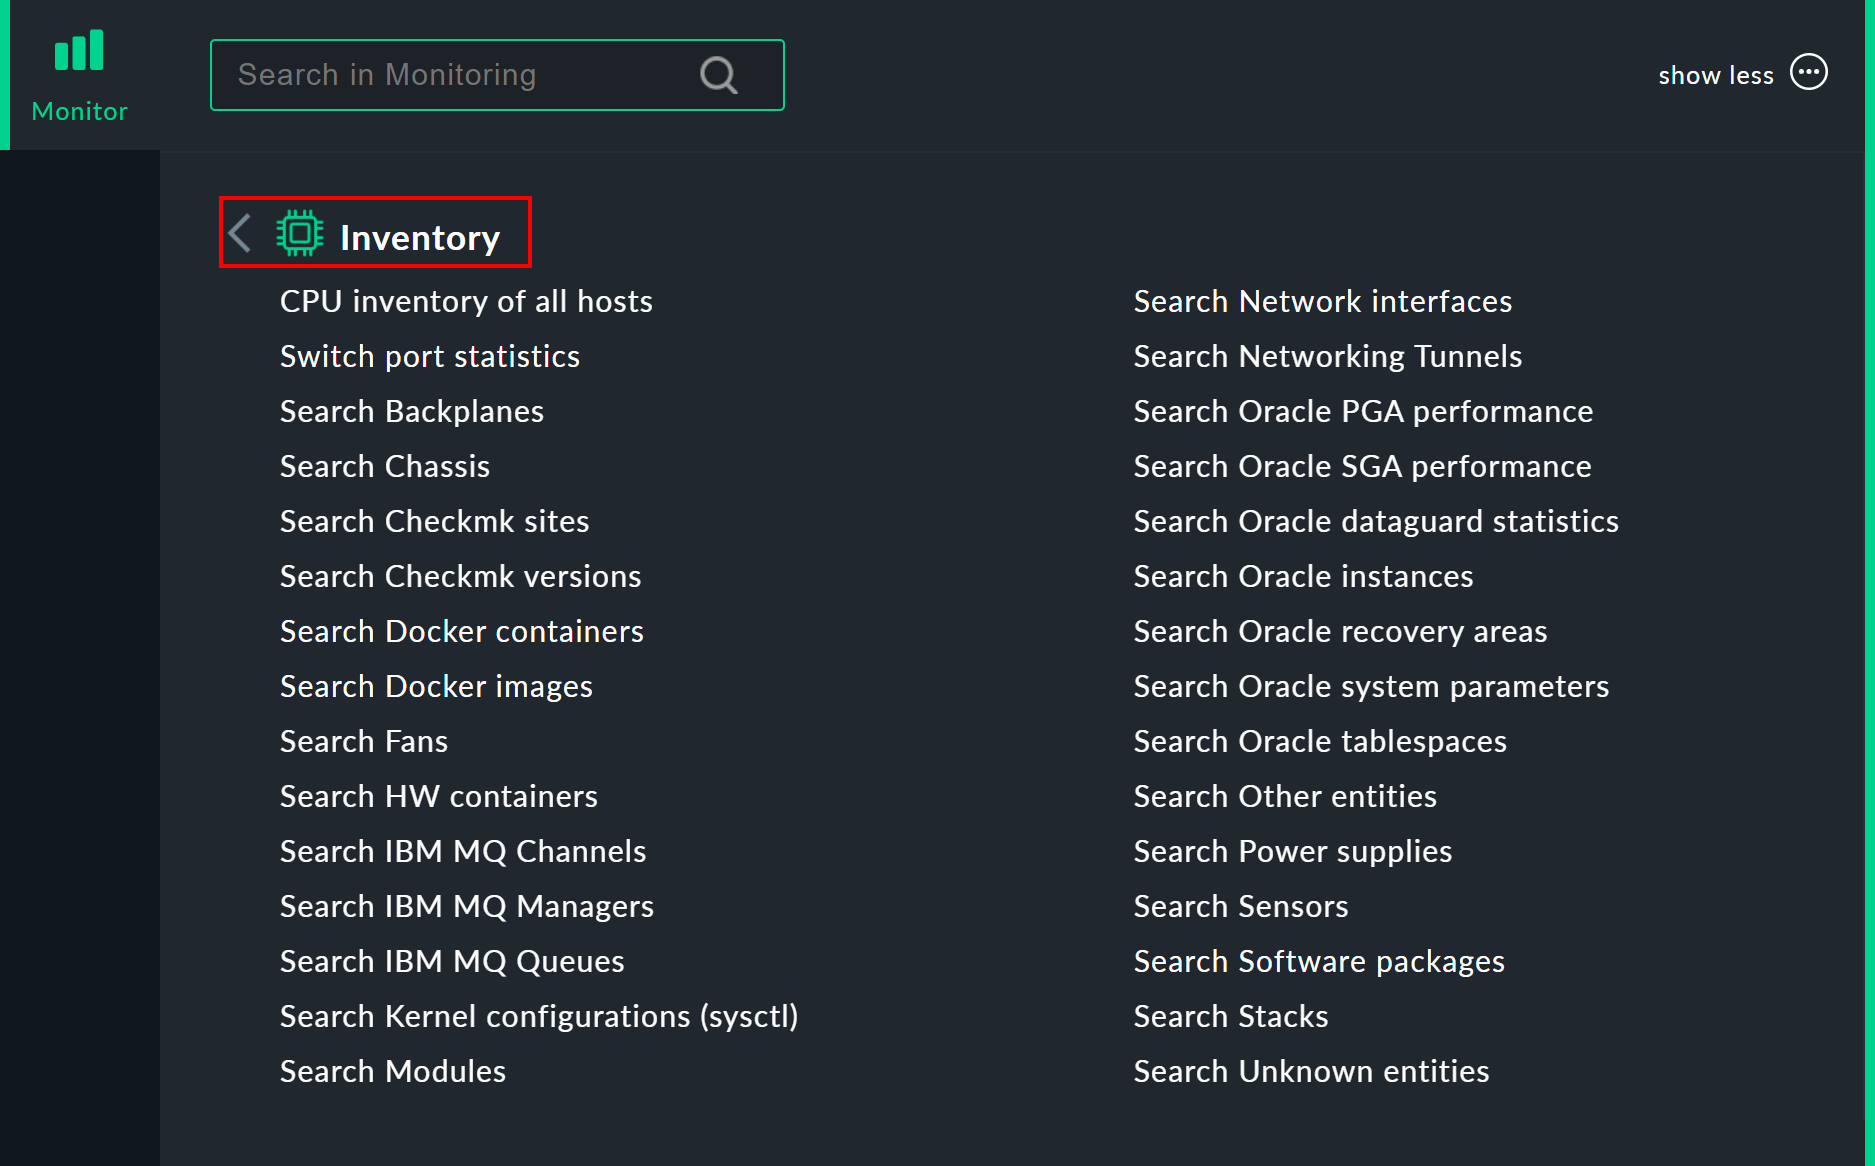 Monitor
Search in Monitoring
show less
Inventory
CPU inventory of all hosts
Switch port statistics
Search Backplanes
Search Chassis
Search Checkmk sites
Search Checkmk versions
Search Docker containers
Search Docker images
Search Fans
Search HW containers
Search IBM MQ Channels
Search IBM MQ Managers
Search IBM MQ Queues
Search Kernel configurations (sysctl)
Search Modules
Search Network interfaces
Search Networking Tunnels
Search Oracle PGA performance
Search Oracle SGA performance
Search Oracle dataguard statistics
Search Oracle instances
Search Oracle recovery areas
Search Oracle system parameters
Search Oracle tablespaces
Search Other entities
Search Power supplies
Search Sensors
Search Software packages
Search Stacks
Search Unknown entities